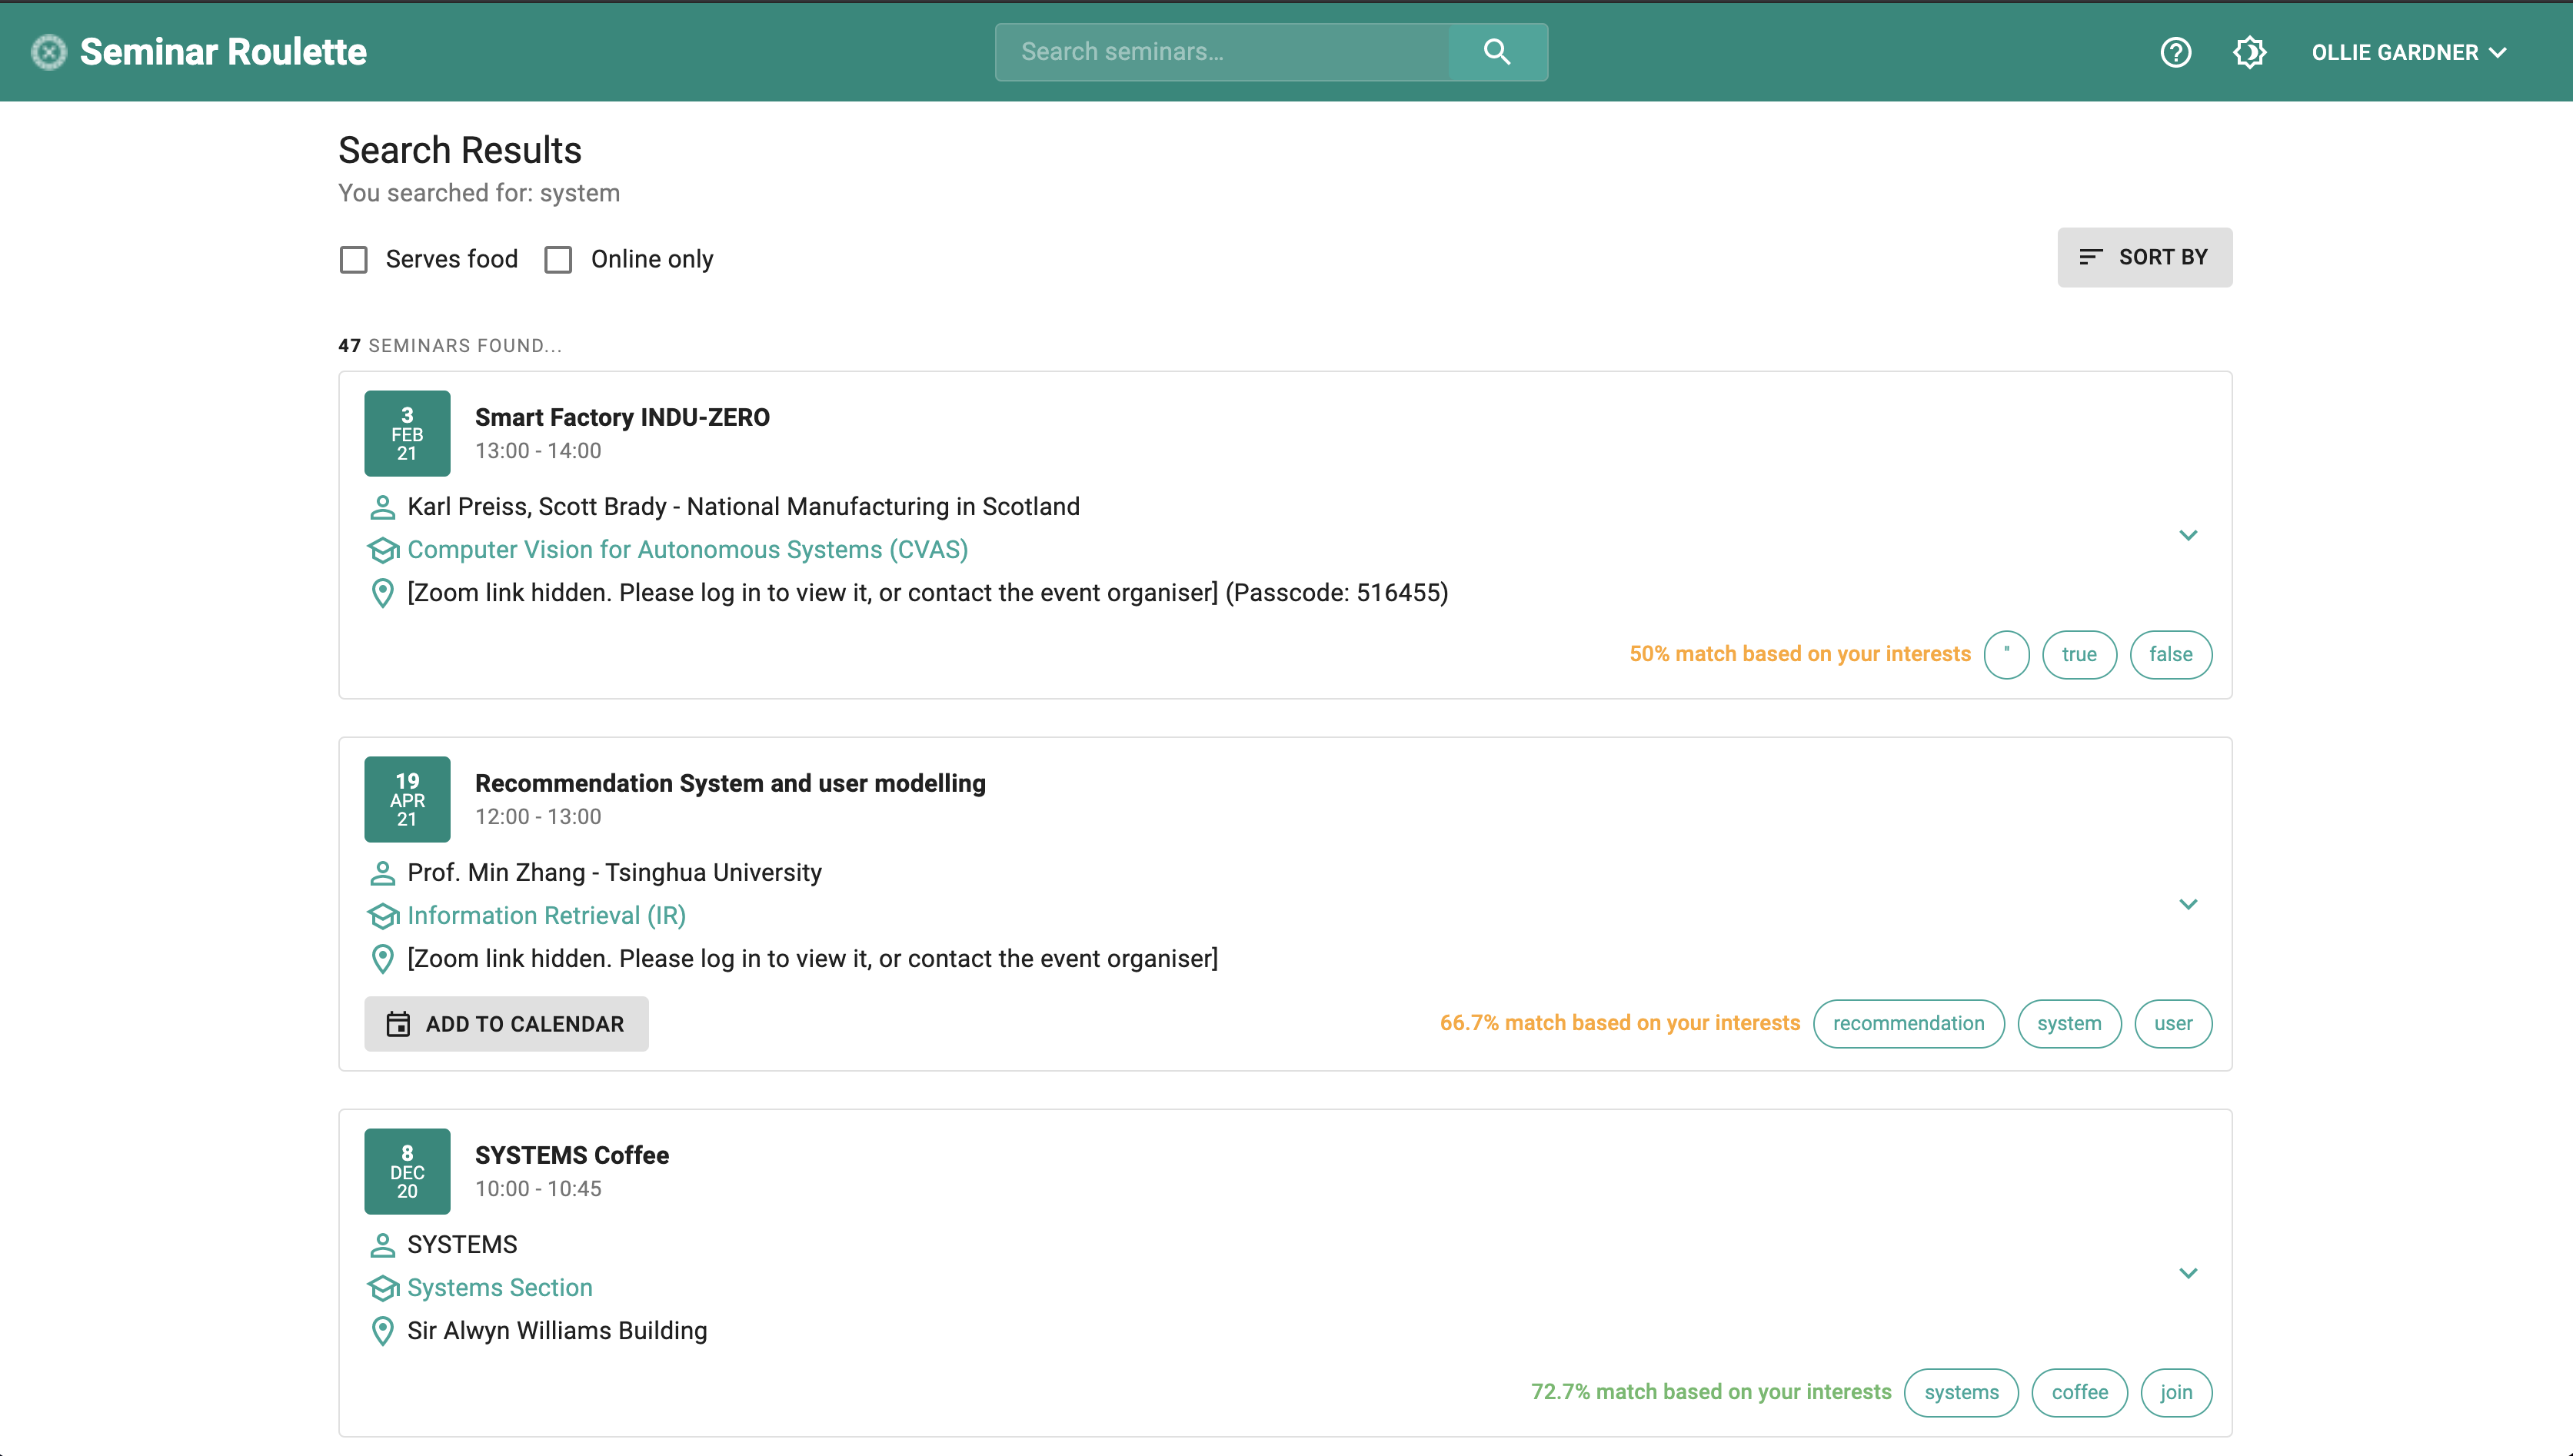 Seminar Roulette
Search seminars...
OLLIE GARDNER
Search Results
You searched for: system
Serves food
Online only
SORT BY
47 SEMINARS FOUND...
3
FEB
21
Smart Factory INDU-ZERO
13:00 - 14:00
Karl Preiss, Scott Brady - National Manufacturing in Scotland
Computer Vision for Autonomous Systems (CVAS)
[Zoom link hidden. Please log in to view it, or contact the event organiser] (Passcode: 516455)
50% match based on your interests
"
true
false
19
APR
21
Recommendation System and user modelling
12:00 - 13:00
Prof. Min Zhang - Tsinghua University
Information Retrieval (IR)
[Zoom link hidden. Please log in to view it, or contact the event organiser]
ADD TO CALENDAR
66.7% match based on your interests
recommendation
system
user
8
DEC
20
SYSTEMS Coffee
10:00 - 10:45
SYSTEMS
Systems Section
Sir Alwyn Williams Building
72.7% match based on your interests
systems
coffee
join